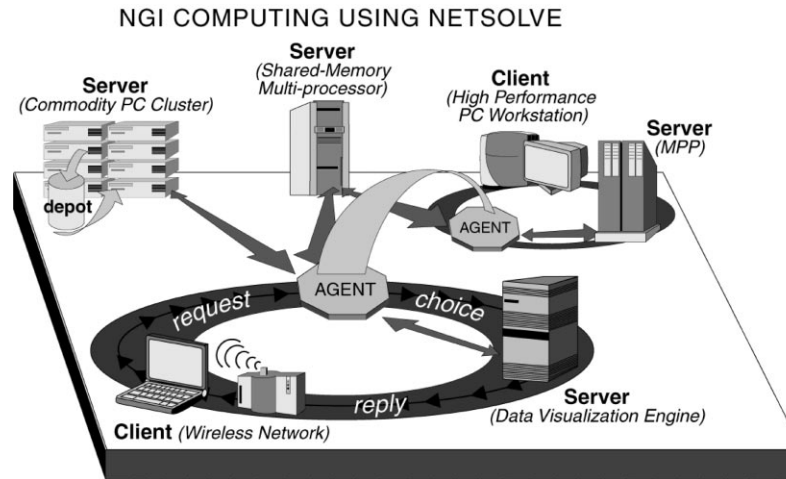 NGI COMPUTING USING NETSOLVE
Server
(Commodity PC Cluster)
Server
(Shared-Memory
Multi-processor)
Client
(High Performance
PC Workstation)
Server
(MPP)
depot
AGENT
AGENT
request
choice
reply
Client (Wireless Network)
Server
(Data Visualization Engine)